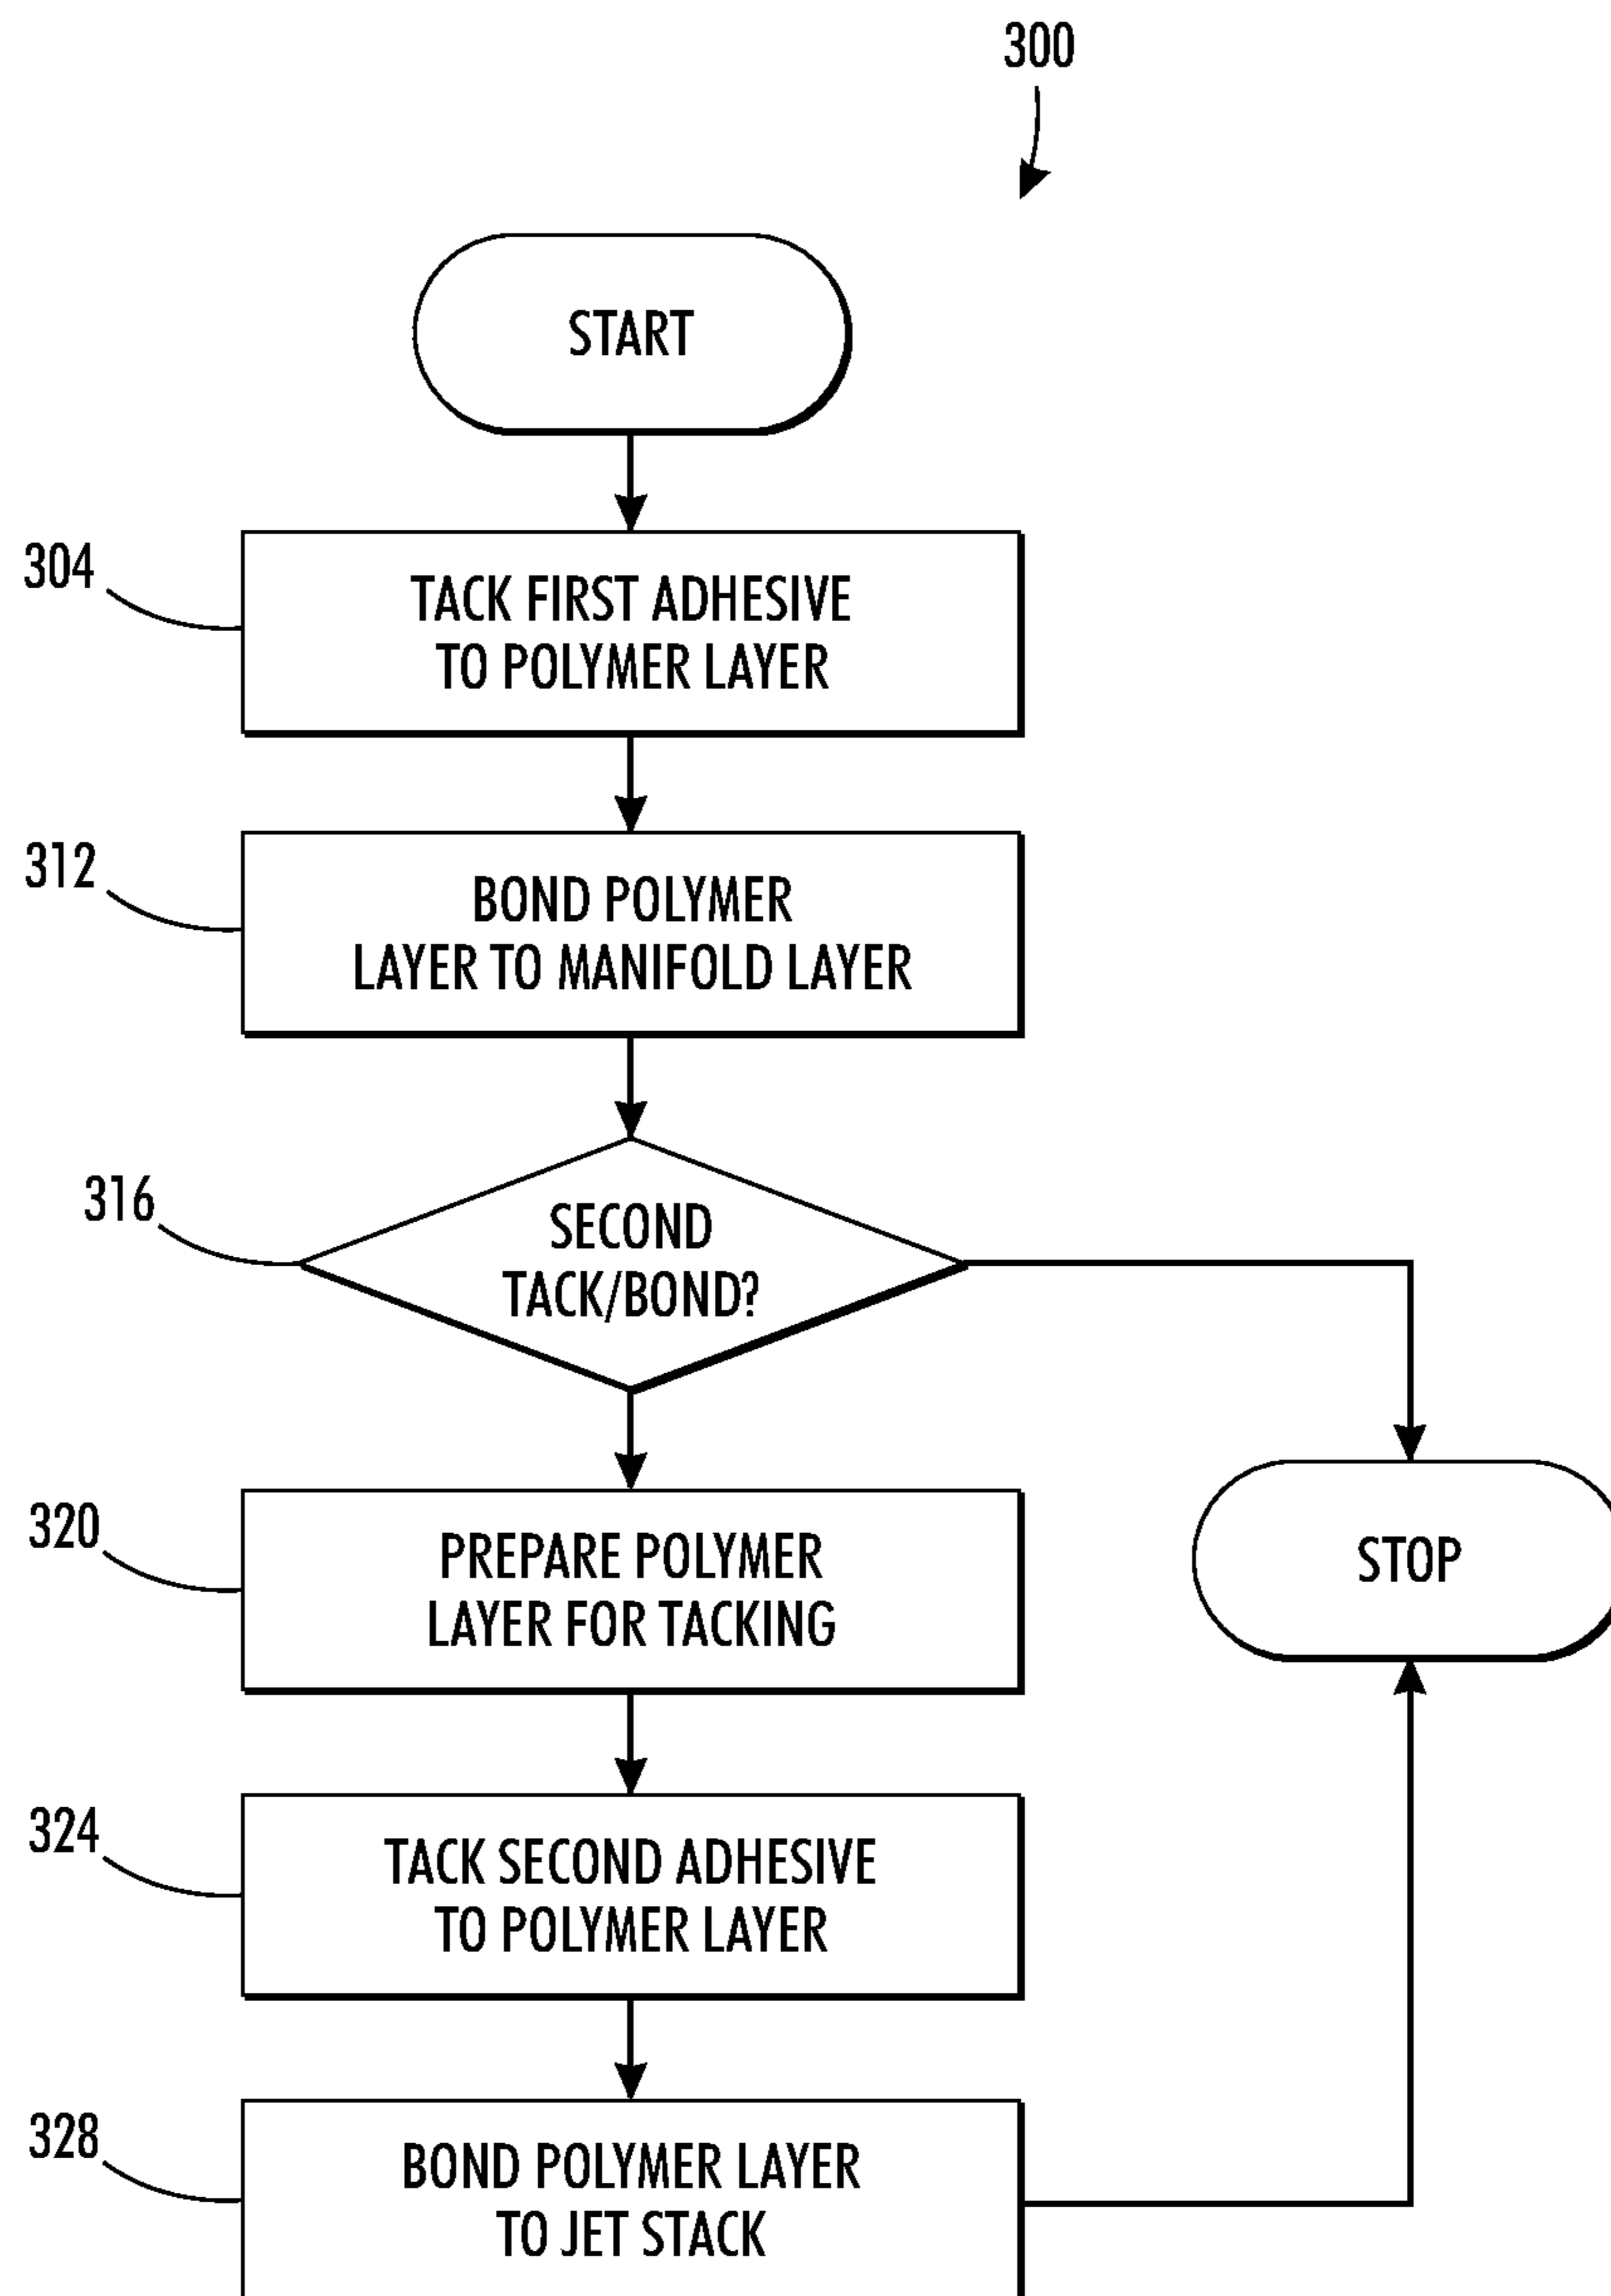 300
START
304
TACK FIRST ADHESIVE
TO POLYMER LAYER
312
BOND POLYMER
LAYER TO MANIFOLD LAYER
316
SECOND
TACK/BOND?
320
PREPARE POLYMER
LAYER FOR TACKING
STOP
324
TACK SECOND ADHESIVE
TO POLYMER LAYER
328
BOND POLYMER LAYER
TO JET STACK